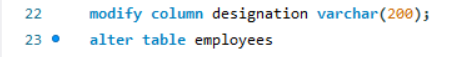 22 modify column designation varchar(200);
23 alter table employees